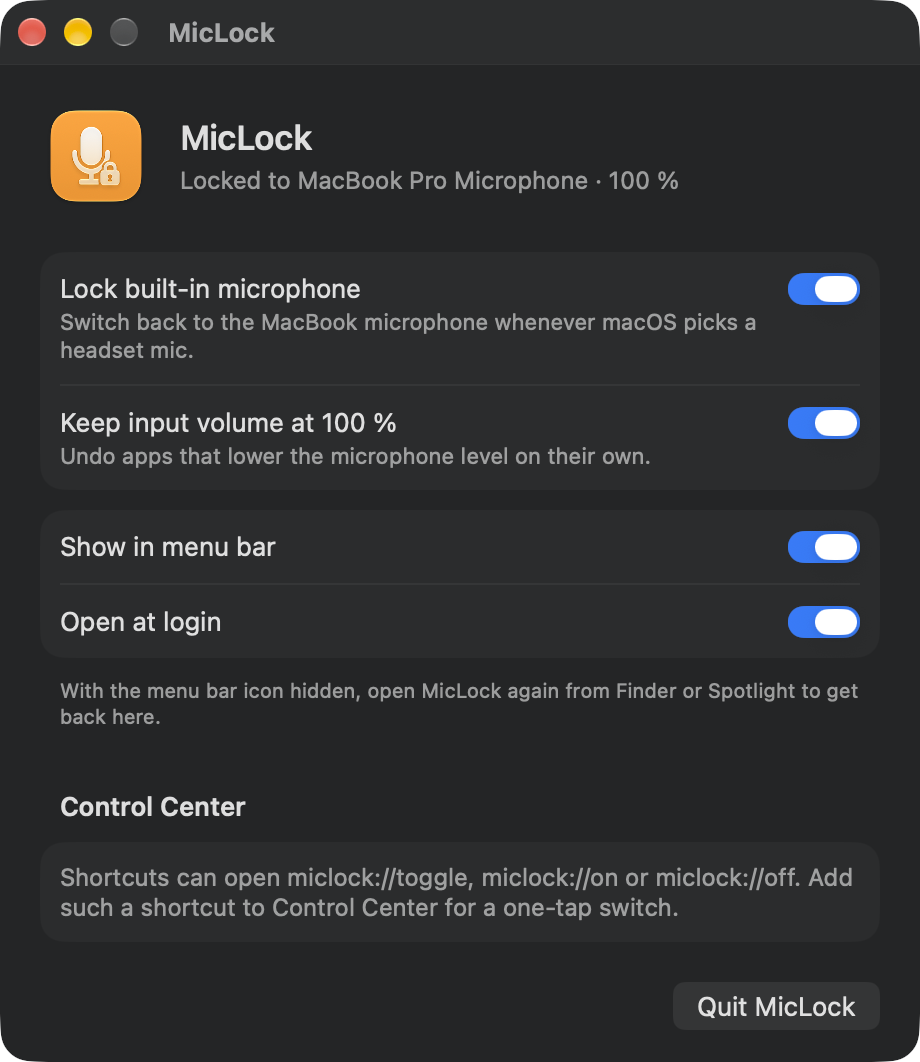 MicLock
MicLock
Locked to MacBook Pro Microphone · 100 %
Lock built-in microphone
Switch back to the MacBook microphone whenever macOS picks a
headset mic.
Keep input volume at 100 %
Undo apps that lower the microphone level on their own.
Show in menu bar
Open at login
With the menu bar icon hidden, open MicLock again from Finder or Spotlight to get
back here.
Control Center
Shortcuts can open miclock://toggle, miclock://on or miclock://off. Add
such a shortcut to Control Center for a one-tap switch.
Quit MicLock